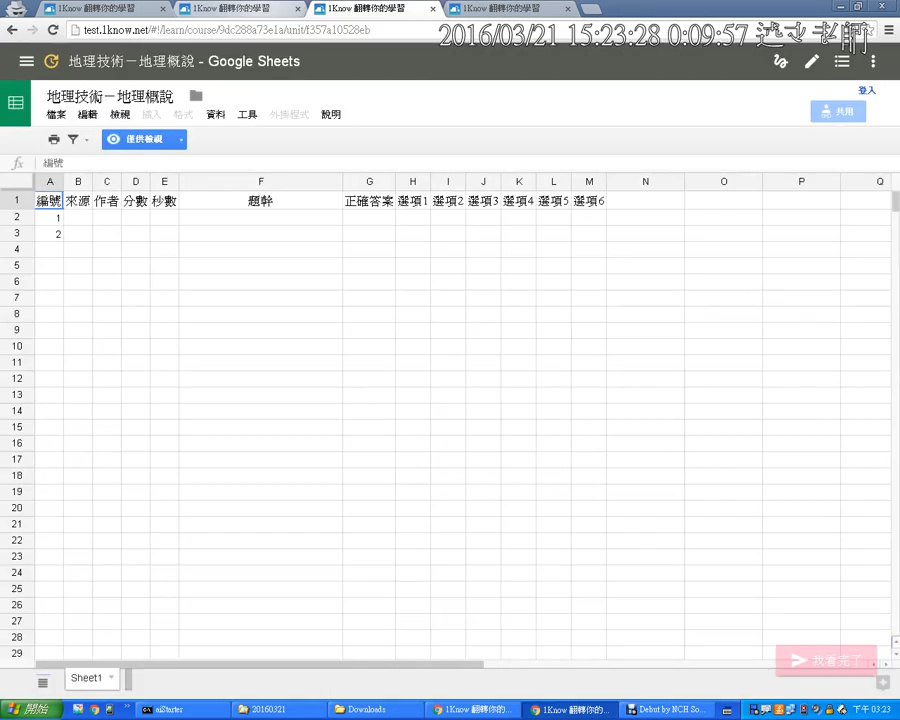 1Know 翻轉你的學習
1Know 翻轉你的學習
1Know 翻轉你的學習
1Know 翻轉你的學習
test.1know.net/#!/learn/course/9dc288a73e1a/unit/f357a10528eb
2016/03/21 15:23:28 0:09:57
地理技術－地理概說 - Google Sheets
地理技術－地理概說
登入
檔案 編輯 檢視 插入 格式 資料 工具 外掛程式 說明
共用
僅供檢視
fx 編號
A B C D E F G H I J K L M N O P Q
1 編號 來源 作者 分數 秒數 題幹 正確答案 選項1 選項2 選項3 選項4 選項5 選項6
2 1
3 2
4
5
6
7
8
9
10
11
12
13
14
15
16
17
18
19
20
21
22
23
24
25
26
27
28
29
我看完了
Sheet1
開始 aiStarter 20160321 Downloads 1Know 翻轉你的... 1Know 翻轉你的... Debut by NCH So... 下午 03:23